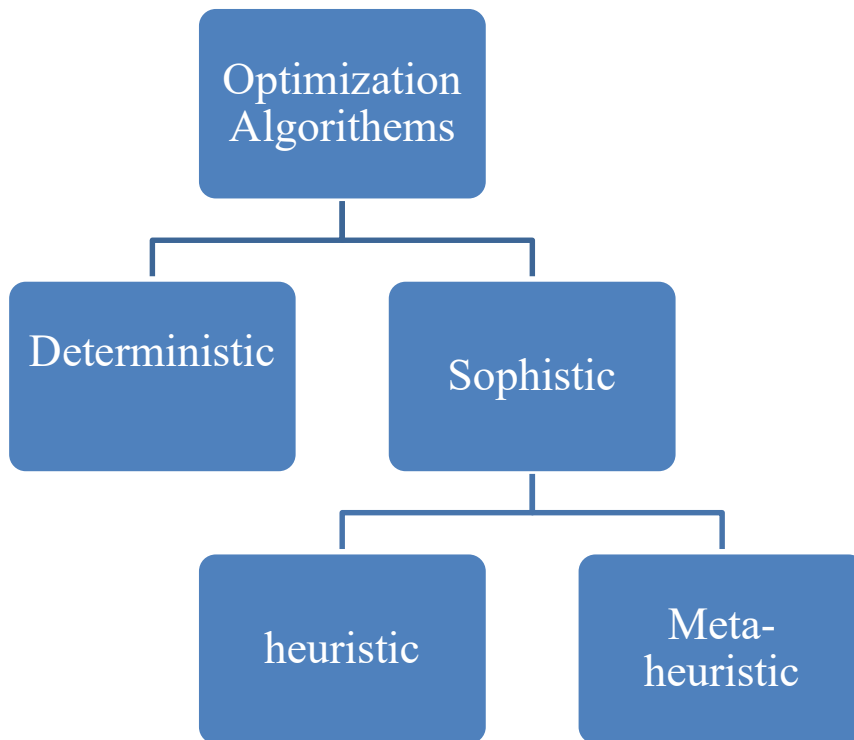 Optimization
Algorithems
Deterministic
Sophistic
heuristic
Meta-
heuristic